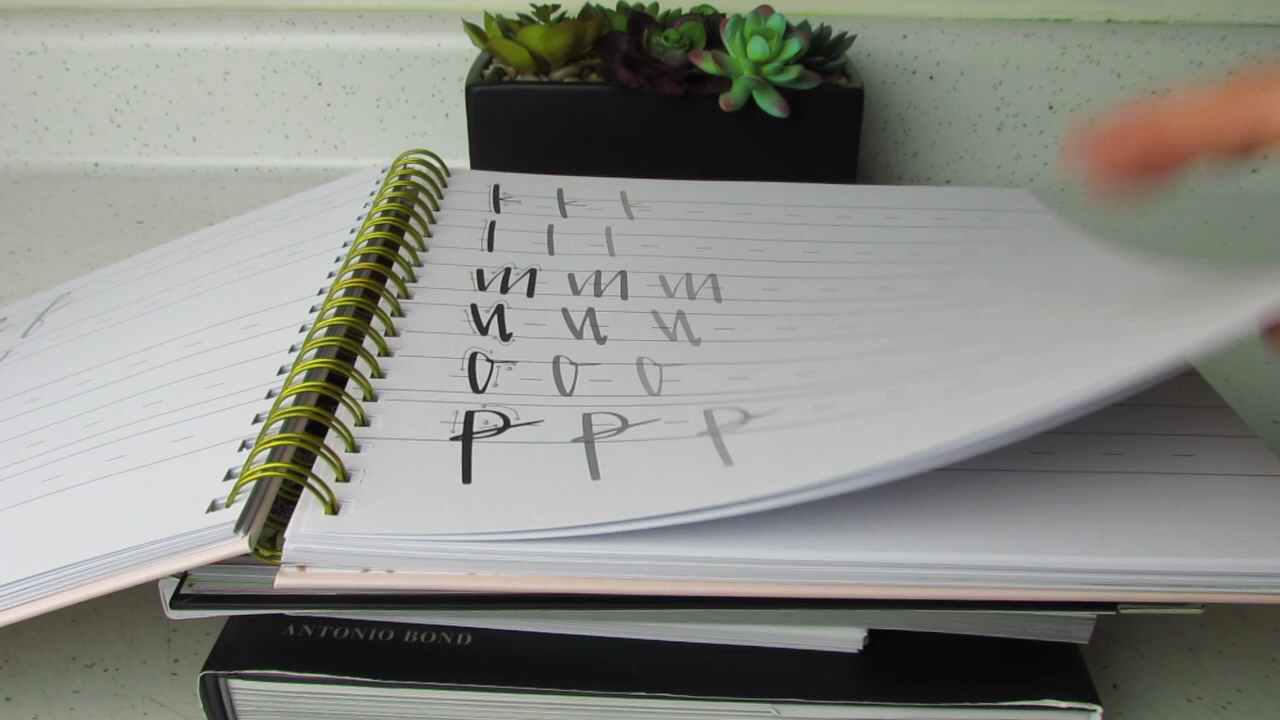 k k k
l l l
m m m
n n n
o o o
p p p
ANTONIO BOND